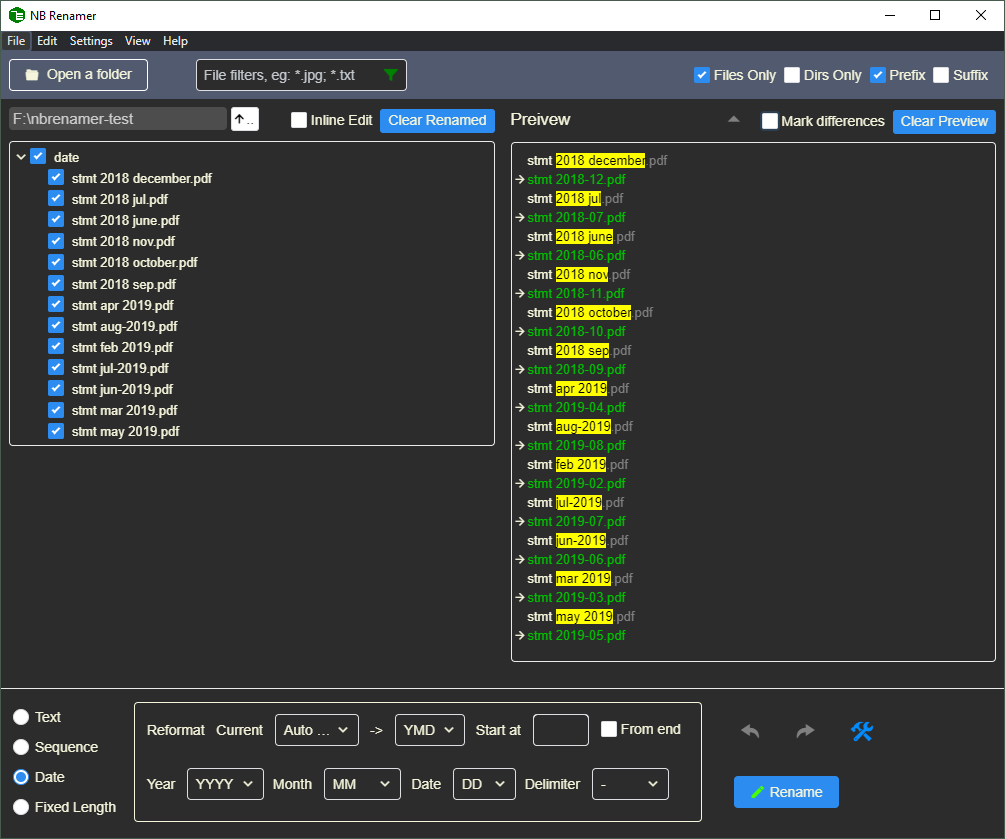 NB Renamer
File Edit Settings View Help
Open a folder File filters, eg: *.jpg; *.txt Files Only Dirs Only Prefix Suffix
F:\nbrenamer-test .. Inline Edit Clear Renamed
date
stmt 2018 december.pdf
stmt 2018 jul.pdf
stmt 2018 june.pdf
stmt 2018 nov.pdf
stmt 2018 october.pdf
stmt 2018 sep.pdf
stmt apr 2019.pdf
stmt aug-2019.pdf
stmt feb 2019.pdf
stmt jul-2019.pdf
stmt jun-2019.pdf
stmt mar 2019.pdf
stmt may 2019.pdf
Preivew Mark differences Clear Preview
stmt 2018 december.pdf
→stmt 2018-12.pdf
stmt 2018 jul.pdf
→stmt 2018-07.pdf
stmt 2018 june.pdf
→stmt 2018-06.pdf
stmt 2018 nov.pdf
→stmt 2018-11.pdf
stmt 2018 october.pdf
→stmt 2018-10.pdf
stmt 2018 sep.pdf
→stmt 2018-09.pdf
stmt apr 2019.pdf
→stmt 2019-04.pdf
stmt aug-2019.pdf
→stmt 2019-08.pdf
stmt feb 2019.pdf
→stmt 2019-02.pdf
stmt jul-2019.pdf
→stmt 2019-07.pdf
stmt jun-2019.pdf
→stmt 2019-06.pdf
stmt mar 2019.pdf
→stmt 2019-03.pdf
stmt may 2019.pdf
→stmt 2019-05.pdf
Text
Sequence
Date
Fixed Length
Reformat Current Auto ... -> YMD Start at From end
Year YYYY Month MM Date DD Delimiter -
Rename